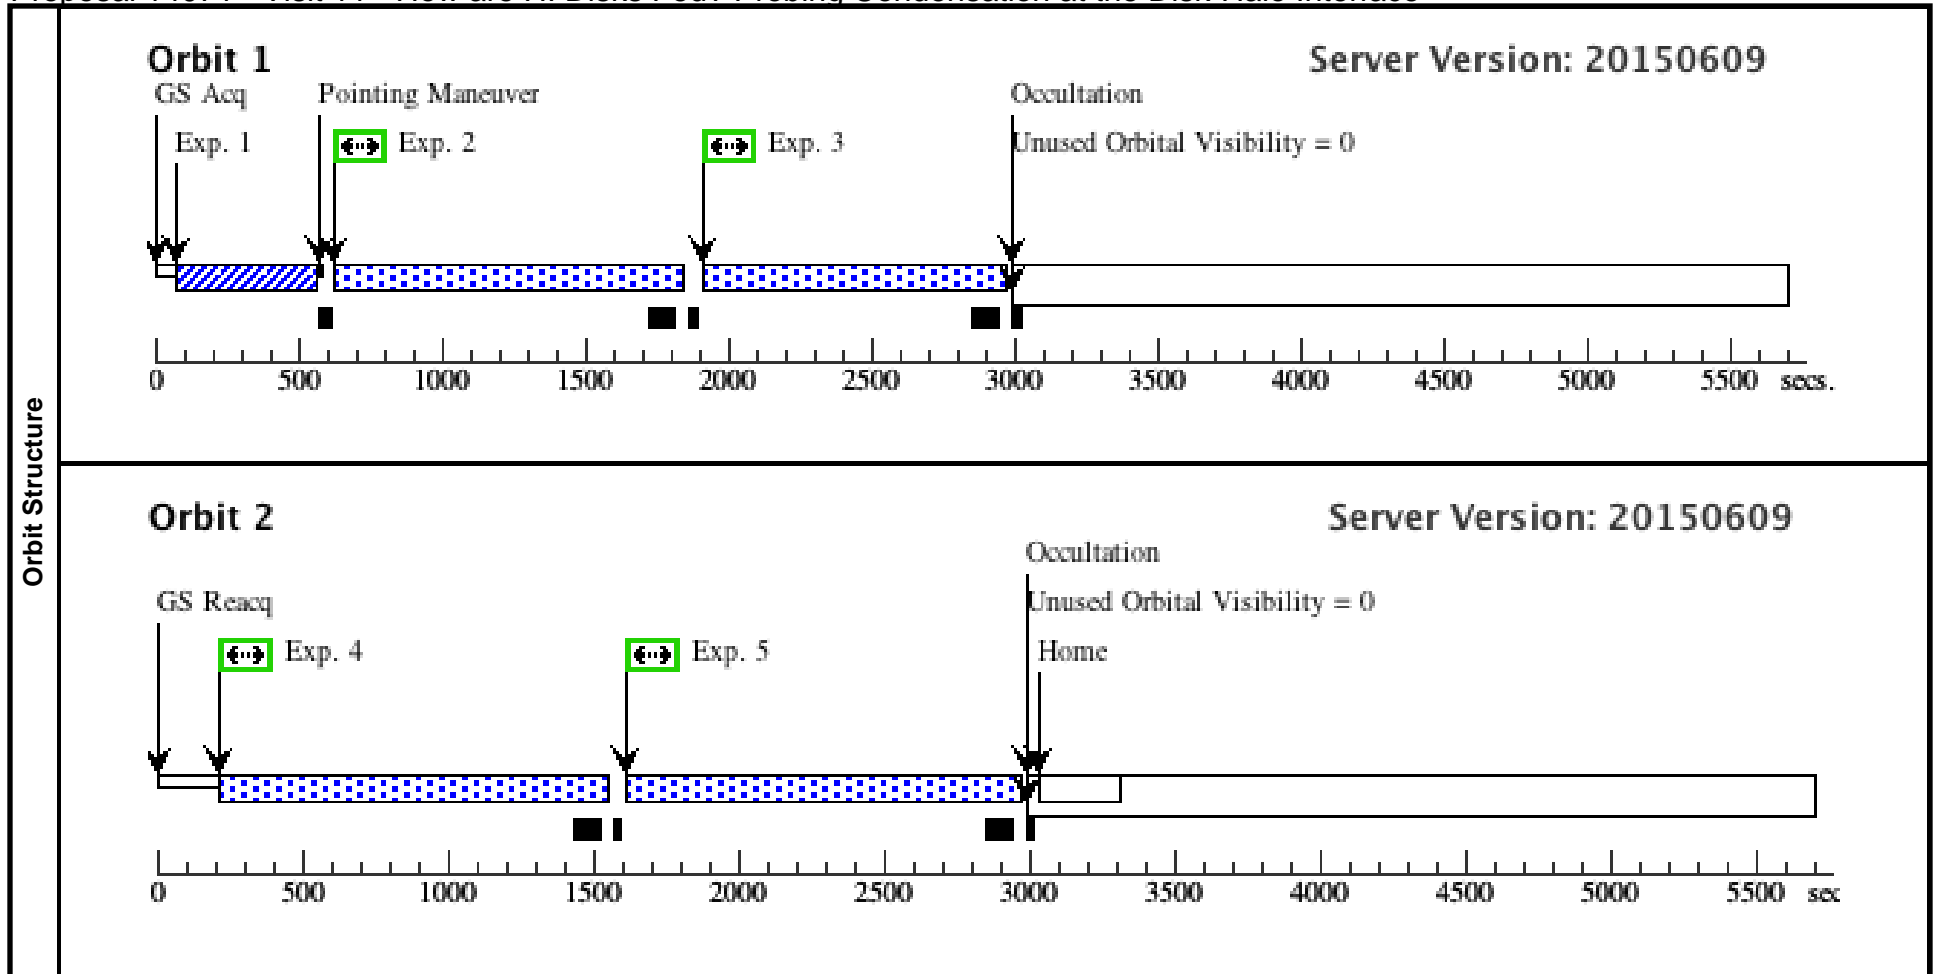 Orbit Structure
Orbit 1
Server Version: 20150609
GS Acq
Pointing Maneuver
Occultation
Exp. 1
Exp. 2
Exp. 3
Unused Orbital Visibility = 0
0 500 1000 1500 2000 2500 3000 3500 4000 4500 5000 5500 secs.
Orbit 2
Server Version: 20150609
Occultation
GS Reacq
Unused Orbital Visibility = 0
Exp. 4
Exp. 5
Home
0 500 1000 1500 2000 2500 3000 3500 4000 4500 5000 5500 sec